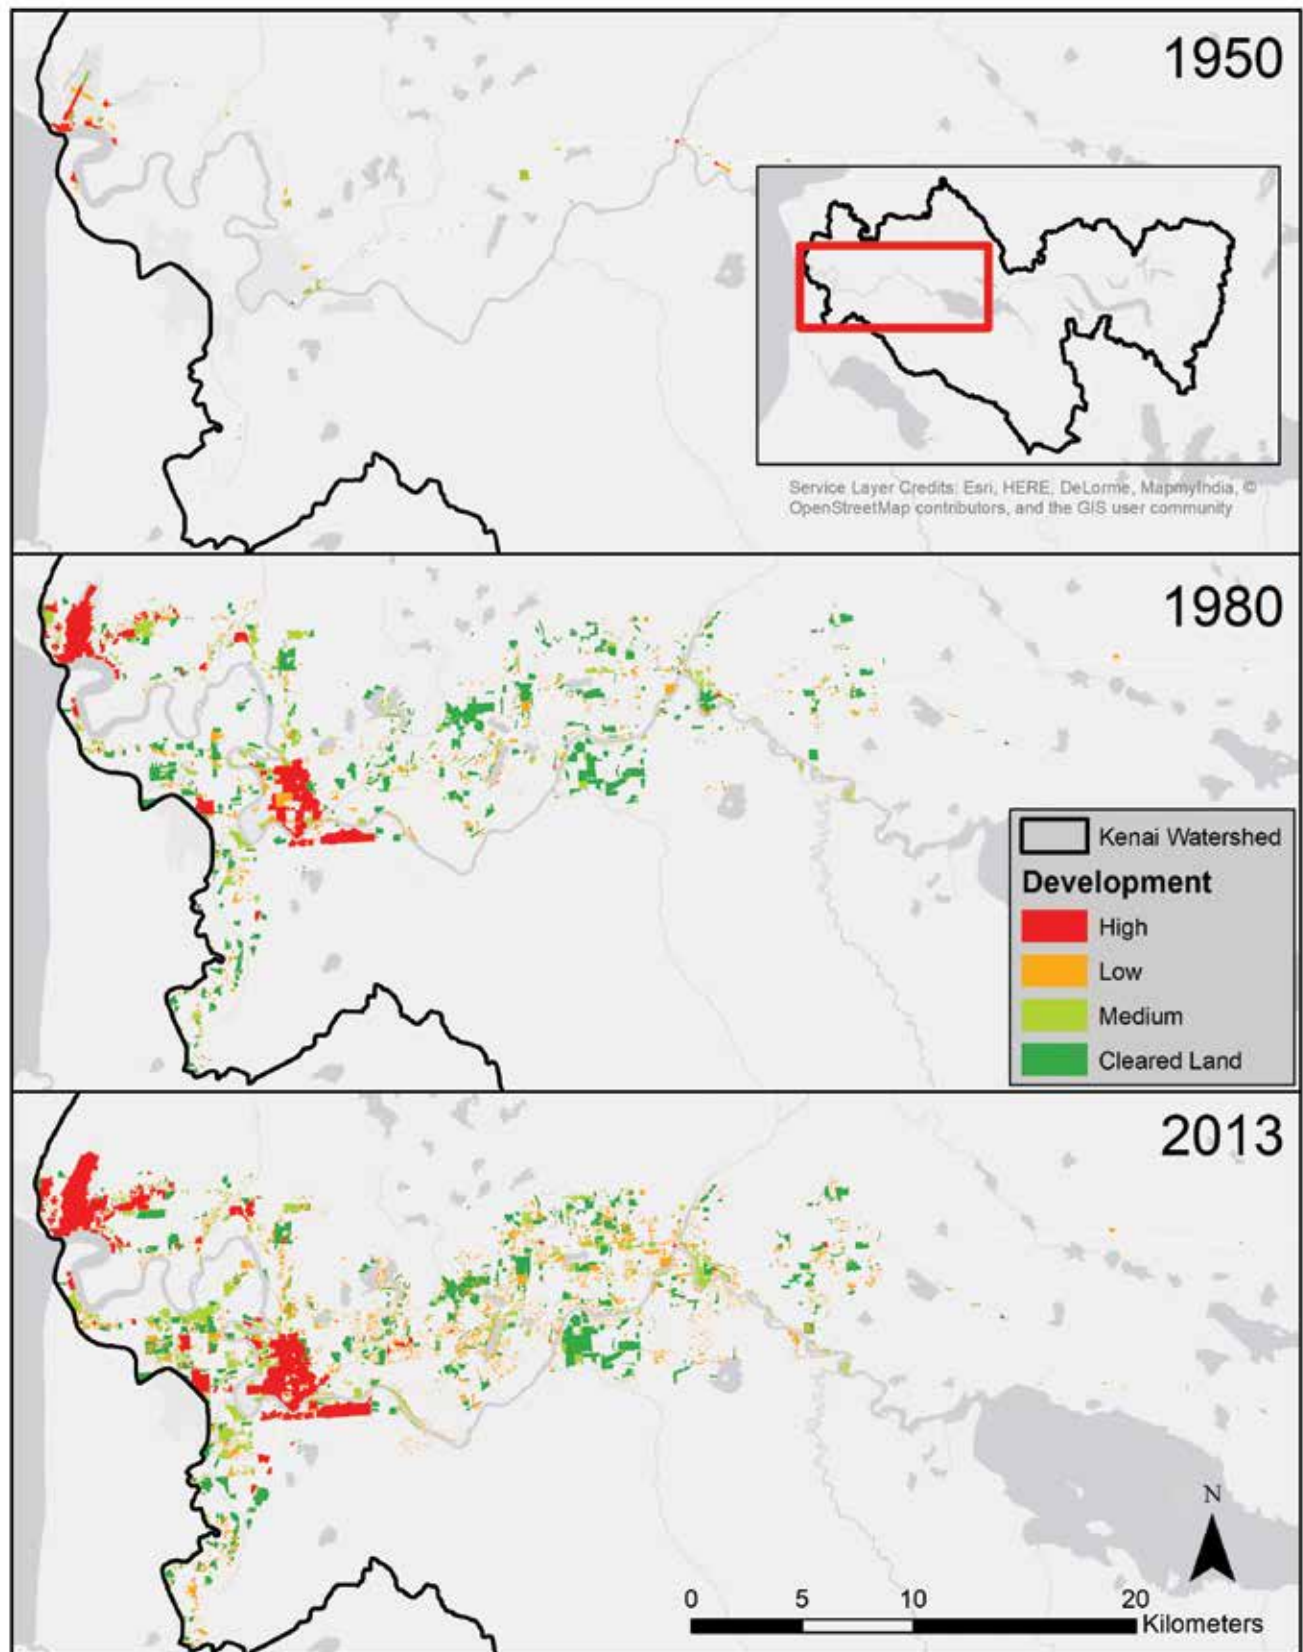 1950
Service Layer Credits: Esri, HERE, DeLorme, MapmyIndia, ©
OpenStreetMap contributors, and the GIS user community
1980
Kenai Watershed
Development
High
Low
Medium
Cleared Land
2013
N
0 5 10 20
Kilometers